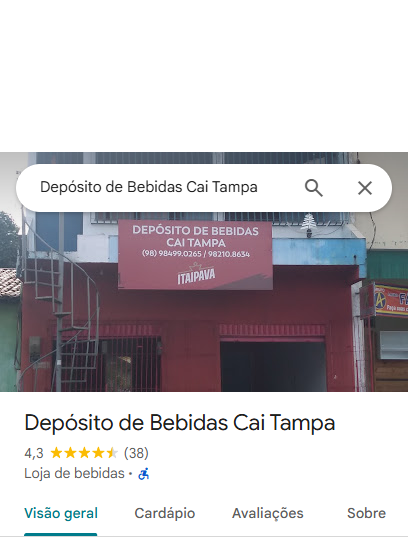 Depósito de Bebidas Cai Tampa
DEPÓSITO DE BEBIDAS
CAI TAMPA
(98) 98499.0265 / 98210.8634
ITAIPAVA
Depósito de Bebidas Cai Tampa
4,3 (38)
Loja de bebidas ·
Visão geral Cardápio Avaliações Sobre